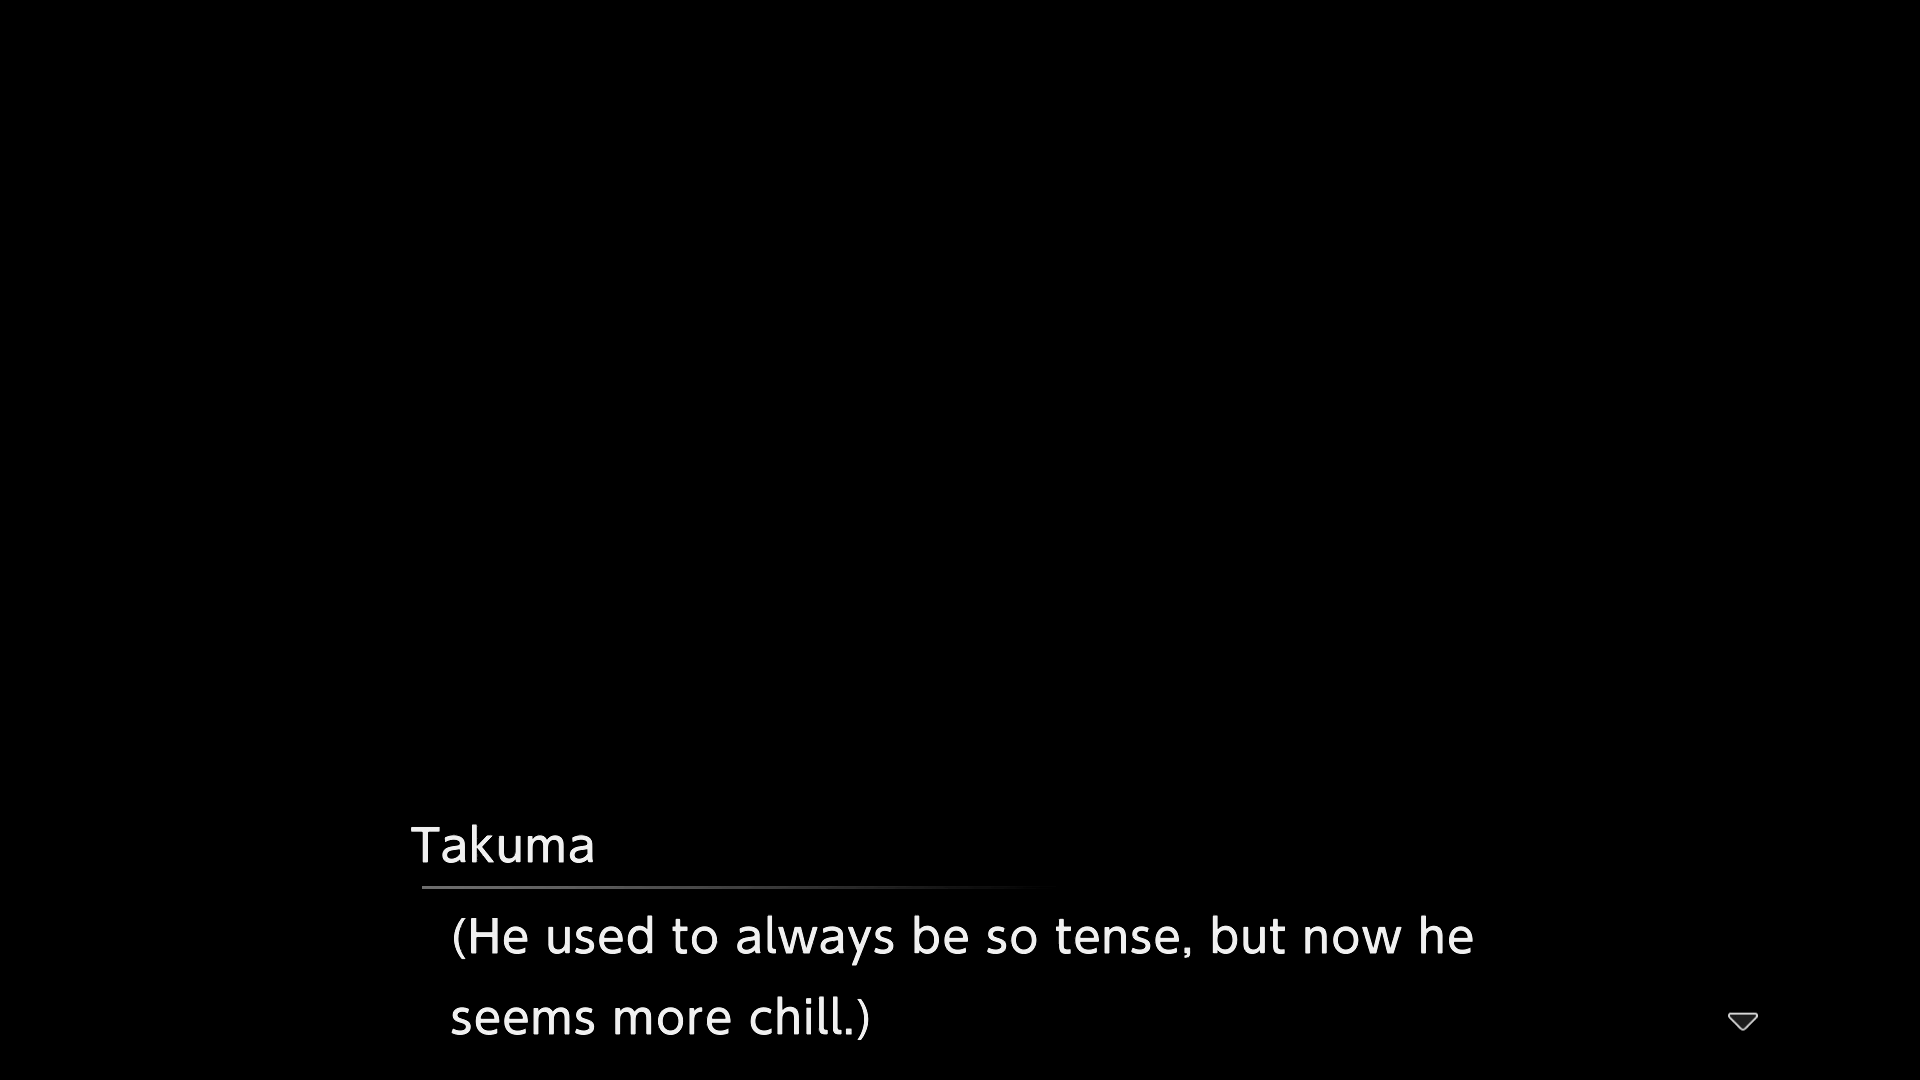 Takuma
(He used to always be so tense, but now he
seems more chill.)